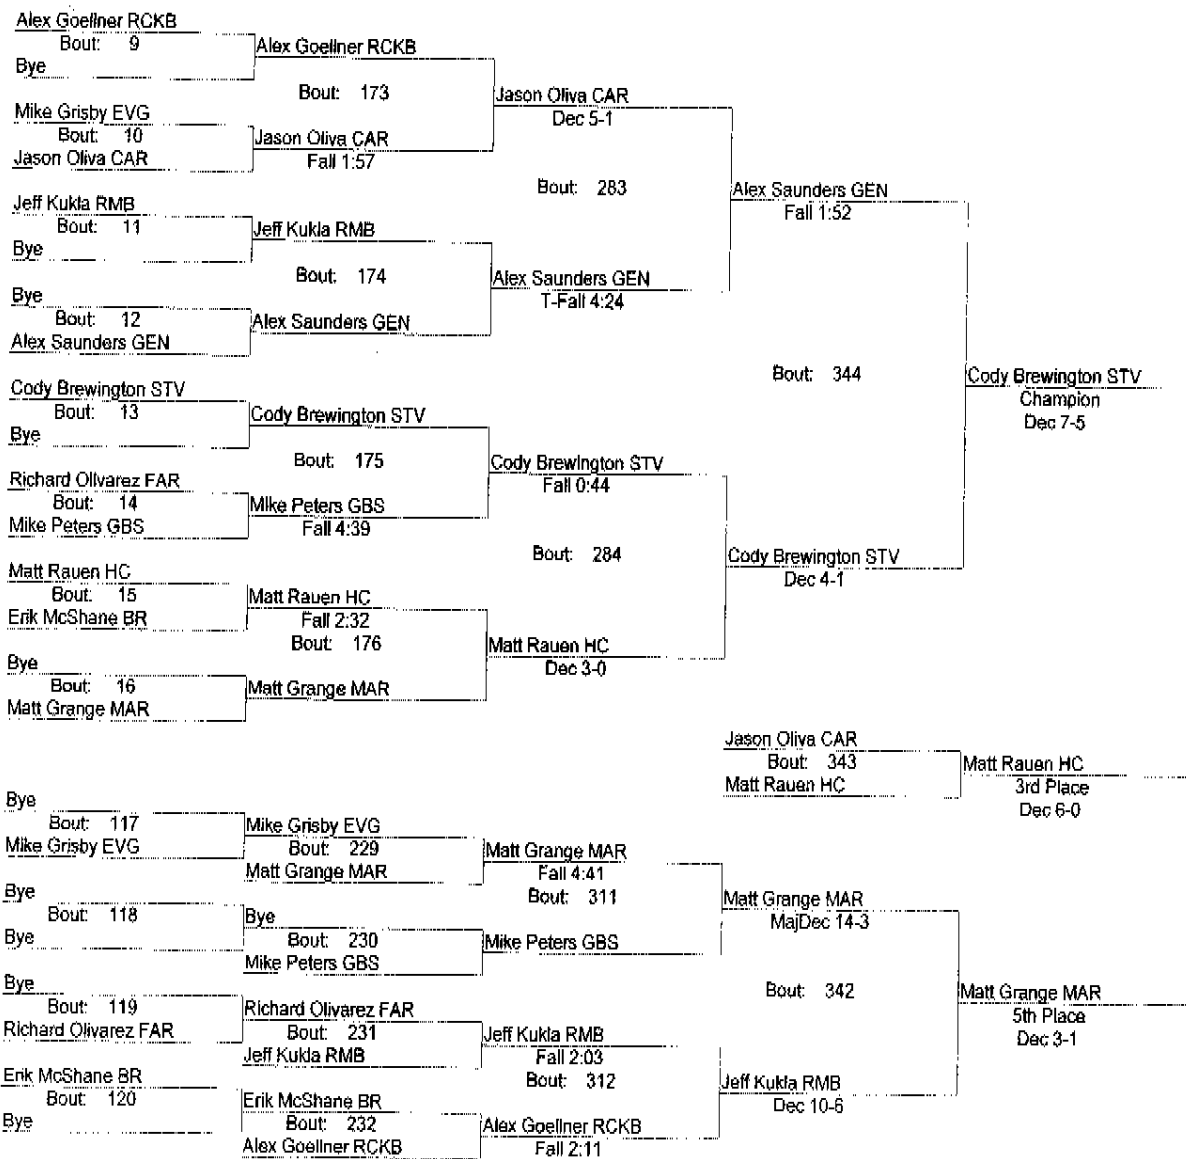 Alex Goellner RCKB
Bout: 9
Bye
Alex Goellner RCKB
Bout: 173
Mike Grisby EVG
Bout: 10
Jason Oliva CAR
Jason Oliva CAR
Fall 1:57
Jason Oliva CAR
Dec 5-1
Bout: 283
Jeff Kukla RMB
Bout: 11
Bye
Jeff Kukla RMB
Bout: 174
Bye
Bout: 12
Alex Saunders GEN
Alex Saunders GEN
Alex Saunders GEN
T-Fall 4:24
Alex Saunders GEN
Fall 1:52
Bout: 344
Cody Brewington STV
Champion
Dec 7-5
Cody Brewington STV
Bout: 13
Bye
Cody Brewington STV
Bout: 175
Richard Olivarez FAR
Bout: 14
Mike Peters GBS
Mike Peters GBS
Fall 4:39
Cody Brewington STV
Fall 0:44
Bout: 284
Cody Brewington STV
Dec 4-1
Matt Rauen HC
Bout: 15
Erik McShane BR
Matt Rauen HC
Fall 2:32
Bout: 176
Bye
Bout: 16
Matt Grange MAR
Matt Grange MAR
Matt Rauen HC
Dec 3-0
Jason Oliva CAR
Bout: 343
Matt Rauen HC
Matt Rauen HC
3rd Place
Dec 6-0
Bye
Bout: 117
Mike Grisby EVG
Mike Grisby EVG
Bout: 229
Matt Grange MAR
Matt Grange MAR
Fall 4:41
Bout: 311
Bye
Bout: 118
Bye
Bye
Bout: 230
Mike Peters GBS
Mike Peters GBS
Matt Grange MAR
MajDec 14-3
Bout: 342
Matt Grange MAR
5th Place
Dec 3-1
Bye
Bout: 119
Richard Olivarez FAR
Richard Olivarez FAR
Bout: 231
Jeff Kukla RMB
Jeff Kukla RMB
Fall 2:03
Bout: 312
Erik McShane BR
Bout: 120
Bye
Erik McShane BR
Bout: 232
Alex Goellner RCKB
Alex Goellner RCKB
Fall 2:11
Jeff Kukla RMB
Dec 10-6